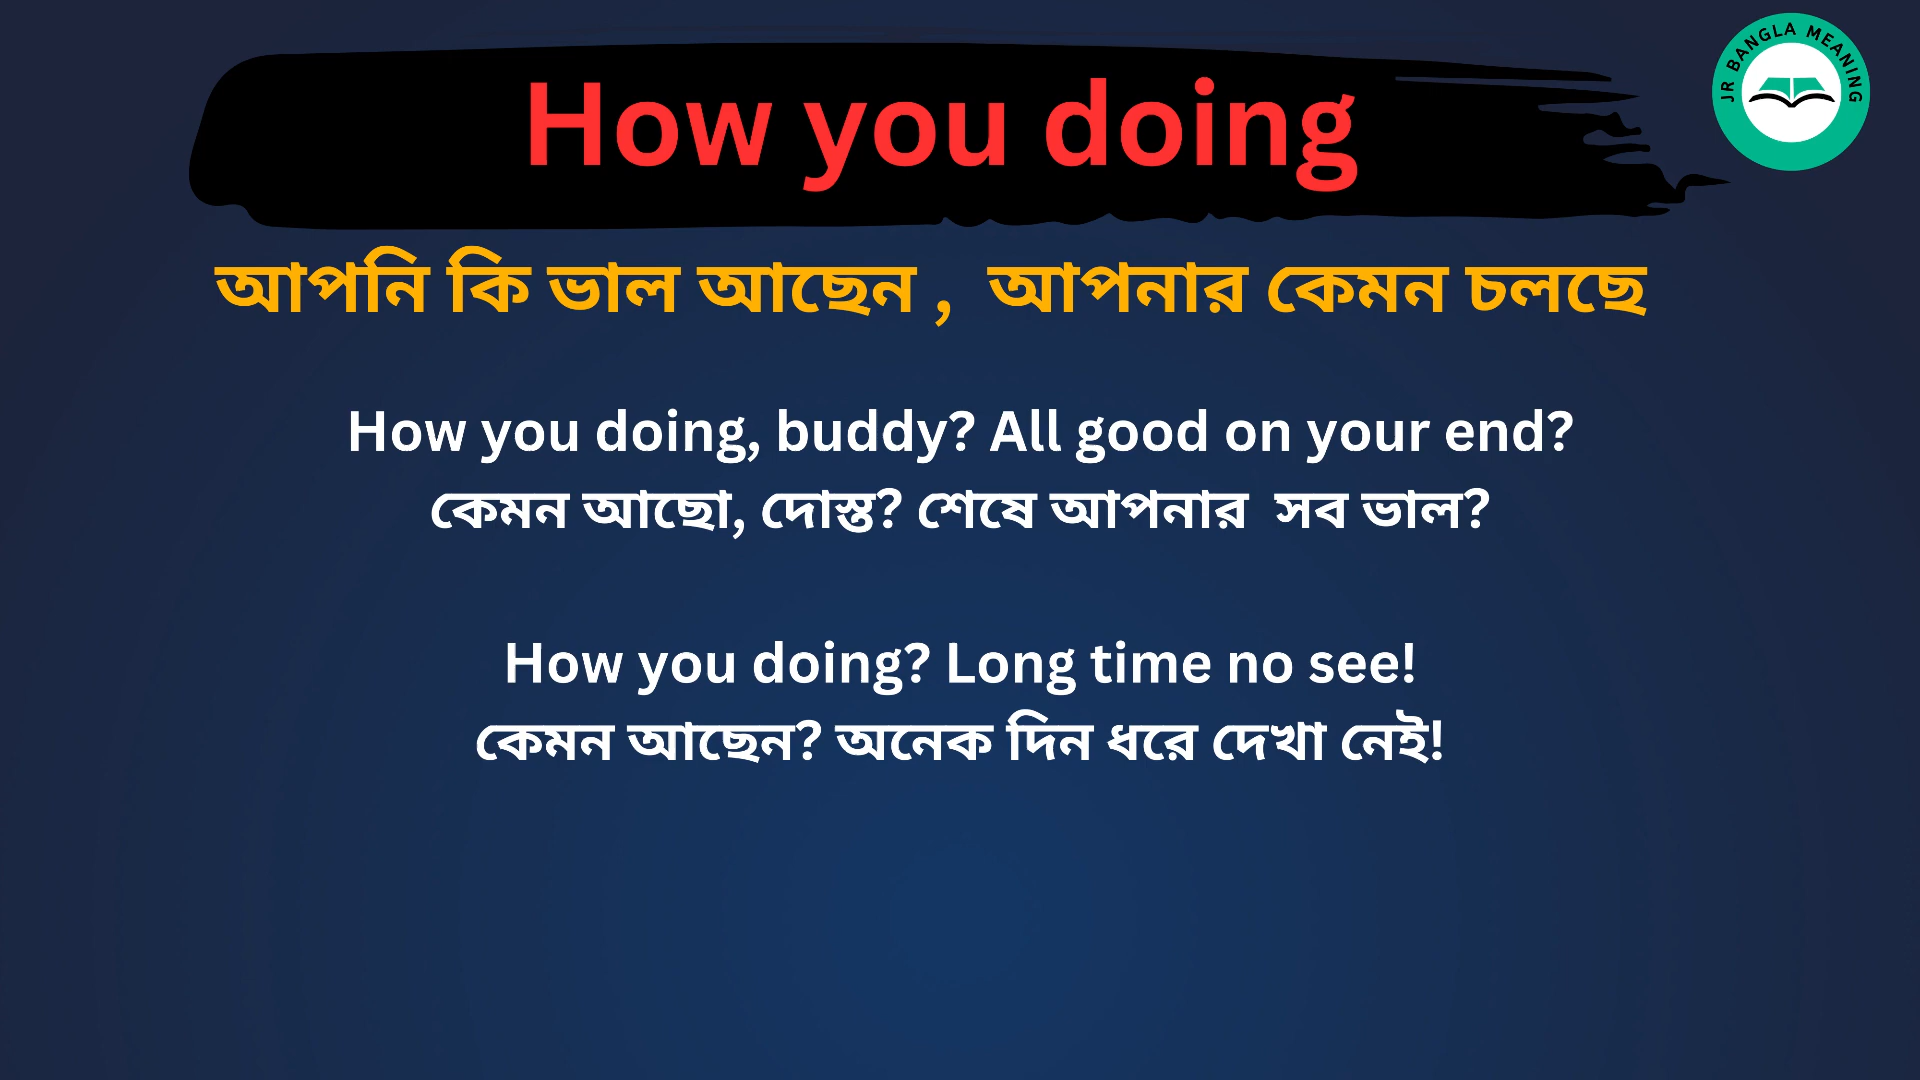 How you doing
JR BANGLA MEANING
আপনি কি ভাল আছেন , আপনার কেমন চলছে
How you doing, buddy? All good on your end?
কেমন আছো, দোস্ত? শেষে আপনার সব ভাল?
How you doing? Long time no see!
কেমন আছেন? অনেক দিন ধরে দেখা নেই!